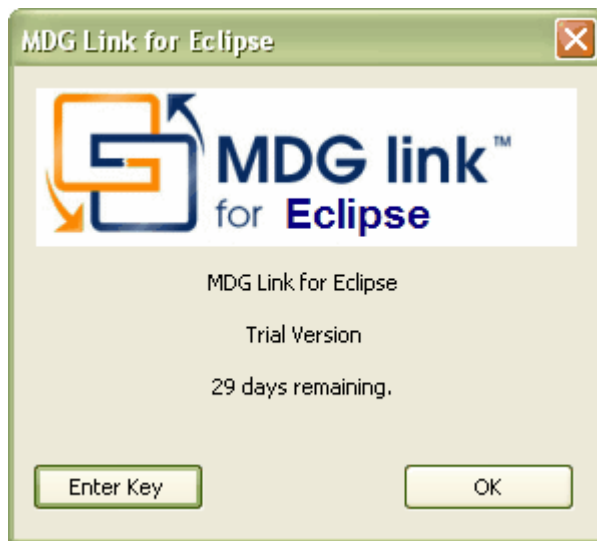 MDG Link for Eclipse
MDG link™
for Eclipse
MDG Link for Eclipse
Trial Version
29 days remaining.
Enter Key
OK